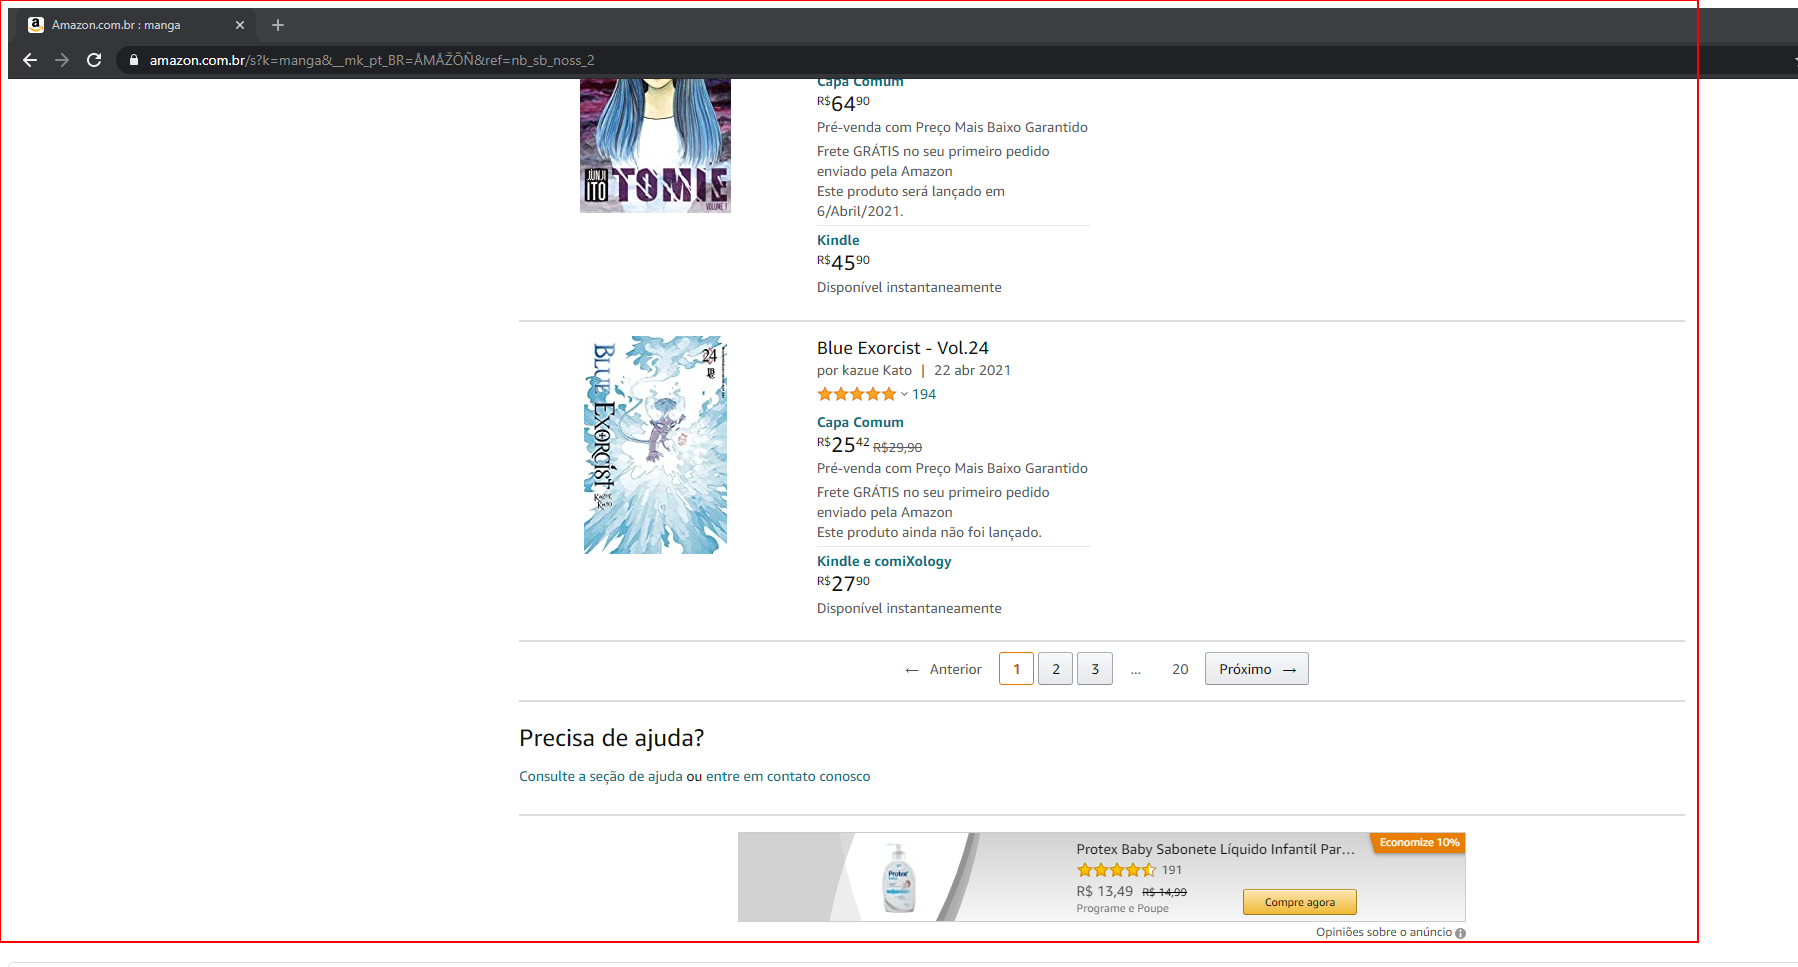 Amazon.com.br : manga
amazon.com.br/s?k=manga&__mk_pt_BR=ÅMÅŽÕÑ&ref=nb_sb_noss_2
Capa Comum
R$64 90
Pré-venda com Preço Mais Baixo Garantido
Frete GRÁTIS no seu primeiro pedido
enviado pela Amazon
Este produto será lançado em
6/Abril/2021.
JUNJI
ITO
TOMIE
VOLUME 1
Kindle
R$45 90
Disponível instantaneamente
BLUE EXORCIST
24
KAZUE
KATO
Blue Exorcist - Vol.24
por kazue Kato | 22 abr 2021
194
Capa Comum
R$25 42 R$29,90
Pré-venda com Preço Mais Baixo Garantido
Frete GRÁTIS no seu primeiro pedido
enviado pela Amazon
Este produto ainda não foi lançado.
Kindle e comiXology
R$27 90
Disponível instantaneamente
← Anterior 1 2 3 ... 20 Próximo →
Precisa de ajuda?
Consulte a seção de ajuda ou entre em contato conosco
Protex
Protex Baby Sabonete Líquido Infantil Par...
Economize 10%
191
R$ 13,49 R$ 14,99
Programe e Poupe
Compre agora
Opiniões sobre o anúncio